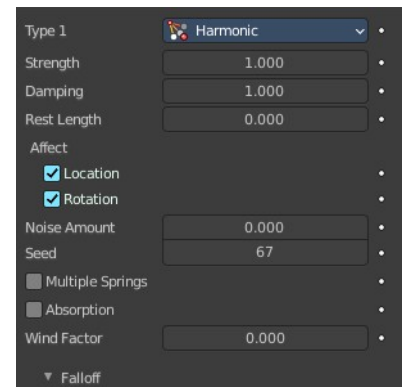 Type 1 Harmonic
Strength 1.000
Damping 1.000
Rest Length 0.000
Affect
Location
Rotation
Noise Amount 0.000
Seed 67
Multiple Springs
Absorption
Wind Factor 0.000
Falloff